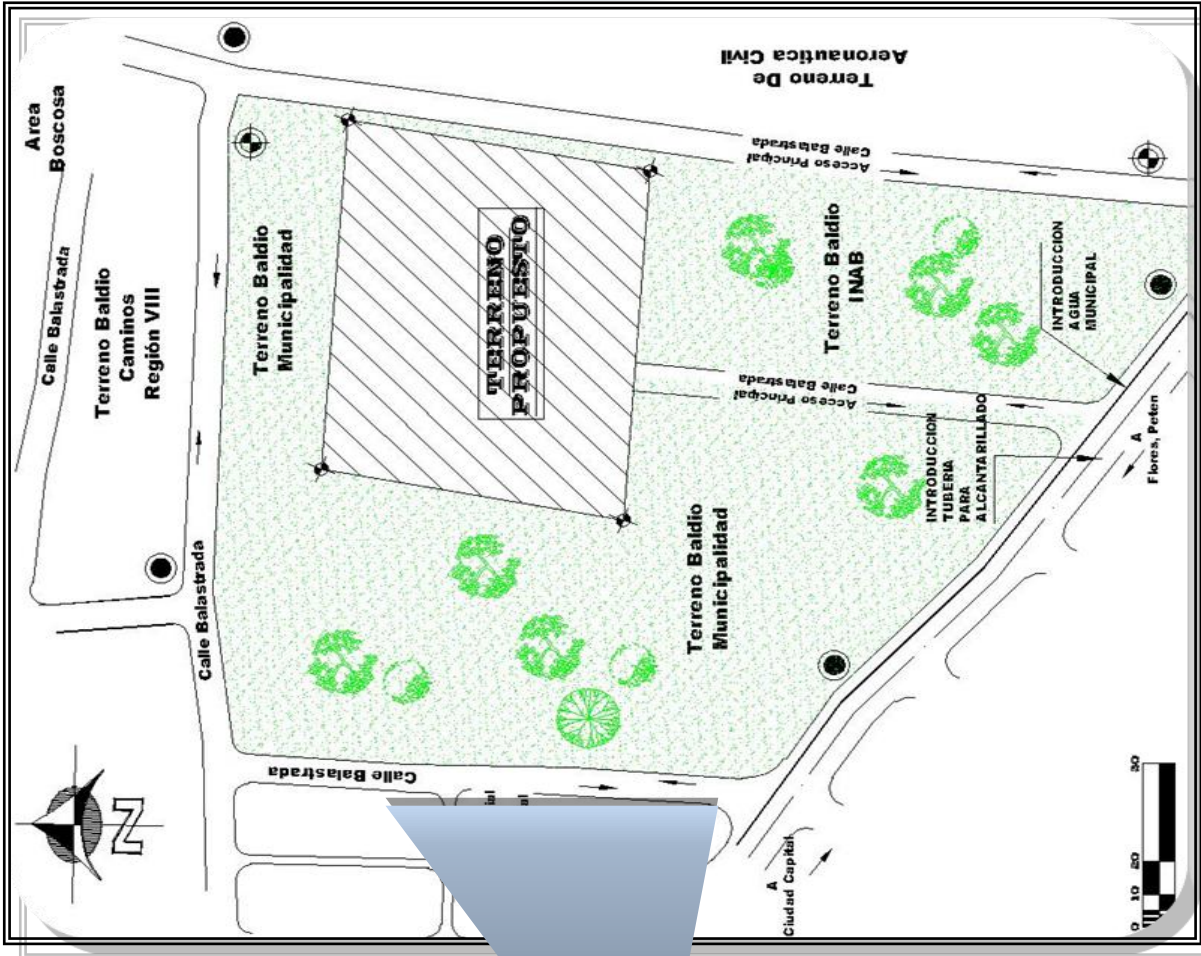 Area
Boscosa
Calle Balastrada
Terreno Baldio
Caminos
Región VIII
Calle Balastrada
Terreno Baldio
Municipalidad
TERRENO
PROPUESTO
Terreno De
Aeronautica Civil
Calle Balastrada
Acceso Principal
Terreno Baldio
INAB
INTRODUCCION
AGUA
MUNICIPAL
Calle Balastrada
Acceso Principal
INTRODUCCION
TUBERIA
PARA
ALCANTARILLADO
A
Flores, Peten
Terreno Baldio
Municipalidad
Calle Balastrada
N
A
Ciudad Capital
0 10 20 50